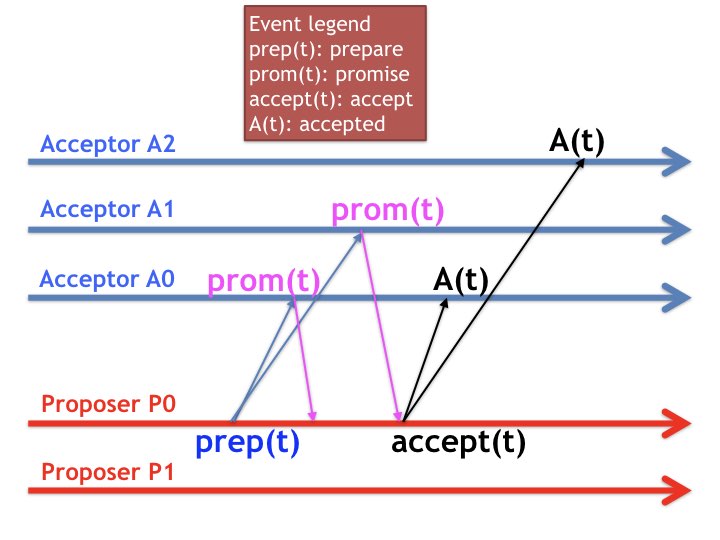 Event legend
prep(t): prepare
prom(t): promise
accept(t): accept
A(t): accepted
Acceptor A2
A(t)
Acceptor A1
prom(t)
Acceptor A0
prom(t)
A(t)
Proposer P0
prep(t)
accept(t)
Proposer P1